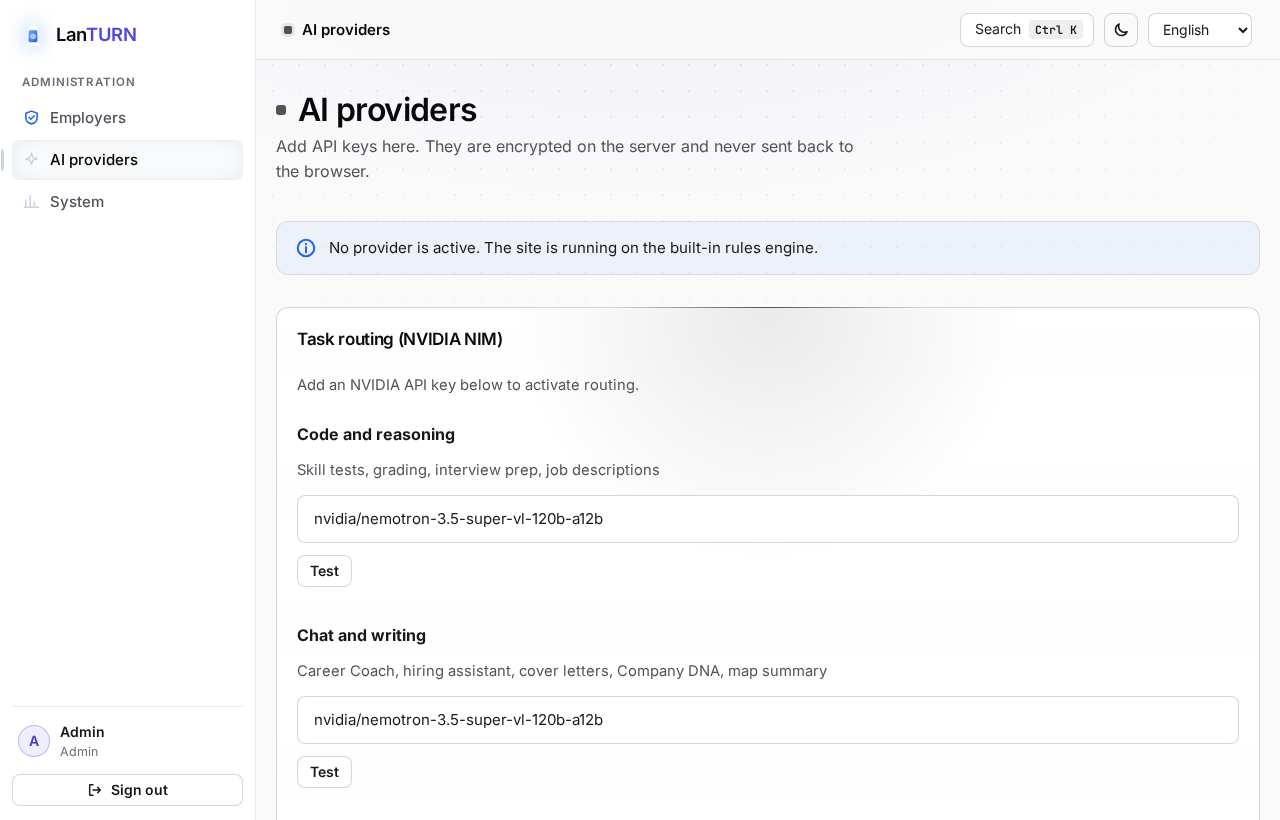 LanTURN
ADMINISTRATION
Employers
AI providers
System
A
Admin
Admin
Sign out
AI providers
Search Ctrl K
English
AI providers
Add API keys here. They are encrypted on the server and never sent back to
the browser.
No provider is active. The site is running on the built-in rules engine.
Task routing (NVIDIA NIM)
Add an NVIDIA API key below to activate routing.
Code and reasoning
Skill tests, grading, interview prep, job descriptions
nvidia/nemotron-3.5-super-vl-120b-a12b
Test
Chat and writing
Career Coach, hiring assistant, cover letters, Company DNA, map summary
nvidia/nemotron-3.5-super-vl-120b-a12b
Test